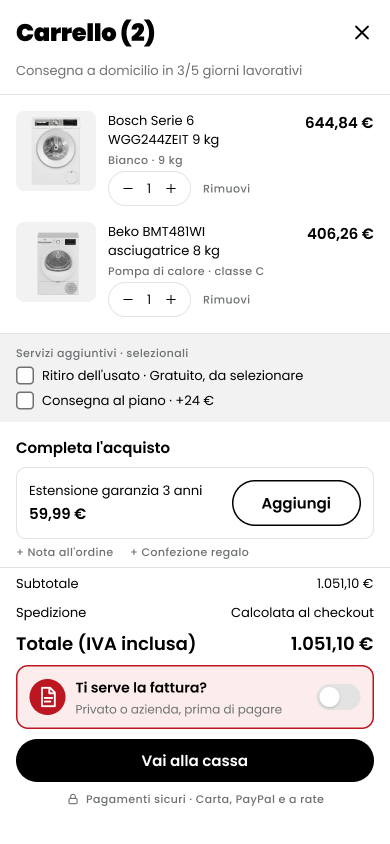 Carrello (2)
Consegna a domicilio in 3/5 giorni lavorativi
Bosch Serie 6
WGG244ZEIT 9 kg
644,84 €
Bianco · 9 kg
− 1 + Rimuovi
Beko BMT481WI
asciugatrice 8 kg
406,26 €
Pompa di calore · classe C
− 1 + Rimuovi
Servizi aggiuntivi · selezionali
Ritiro dell'usato · Gratuito, da selezionare
Consegna al piano · +24 €
Completa l'acquisto
Estensione garanzia 3 anni
59,99 €
Aggiungi
+ Nota all'ordine + Confezione regalo
Subtotale 1.051,10 €
Spedizione Calcolata al checkout
Totale (IVA inclusa) 1.051,10 €
Ti serve la fattura?
Privato o azienda, prima di pagare
Vai alla cassa
Pagamenti sicuri · Carta, PayPal e a rate